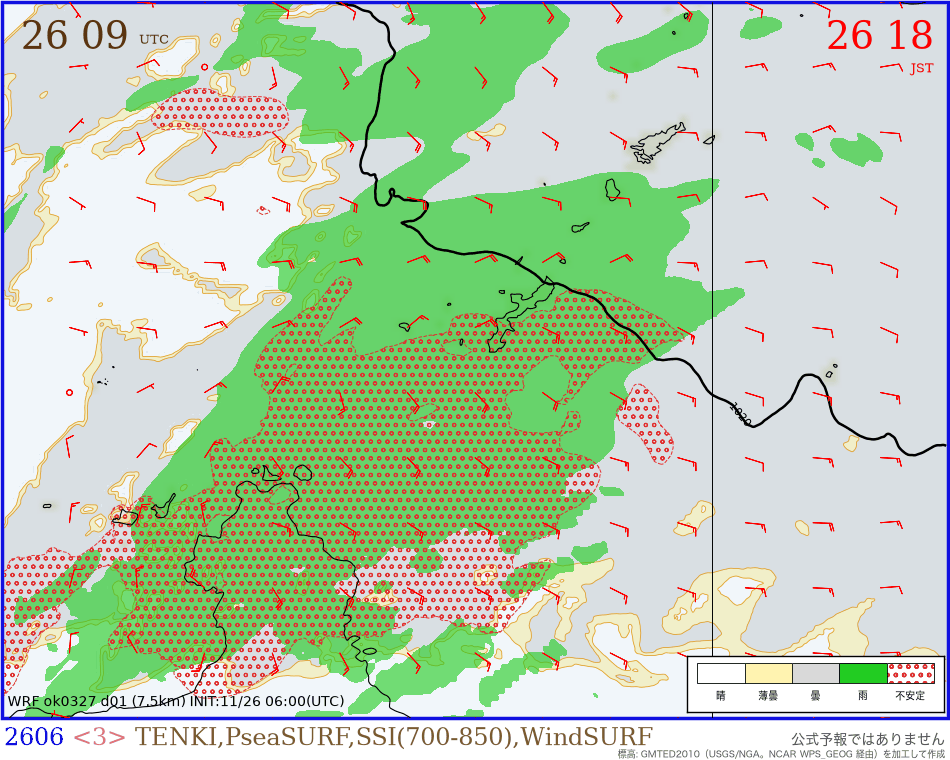 26 09 UTC
26 18
JST
1020
晴 薄曇 曇 雨 不安定
WRF ok0327 d01 (7.5km) INIT:11/26 06:00(UTC)
2606 <3> TENKI,PseaSURF,SSI(700-850),WindSURF
公式予報ではありません
標高: GMTED2010（USGS/NGA。NCAR WPS_GEOG 経由）を加工して作成